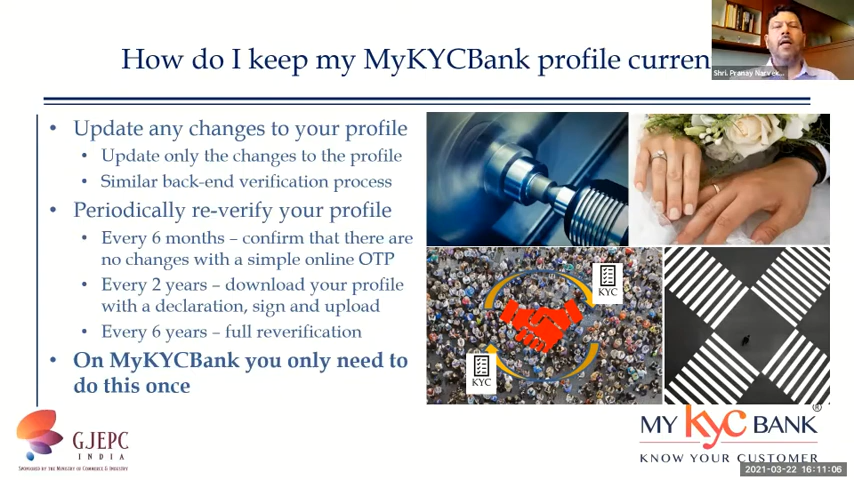 How do I keep my MyKYCBank profile curren
Shri. Pranay Narvek...
• Update any changes to your profile
• Update only the changes to the profile
• Similar back-end verification process
• Periodically re-verify your profile
• Every 6 months – confirm that there are
no changes with a simple online OTP
• Every 2 years – download your profile
with a declaration, sign and upload
• Every 6 years – full reverification
• On MyKYCBank you only need to
do this once
KYC
KYC
GJEPC
INDIA
SPONSORED BY THE MINISTRY OF COMMERCE & INDUSTRY
MY KYC BANK®
KNOW YOUR CUSTOMER
2021-03-22 16:11:06